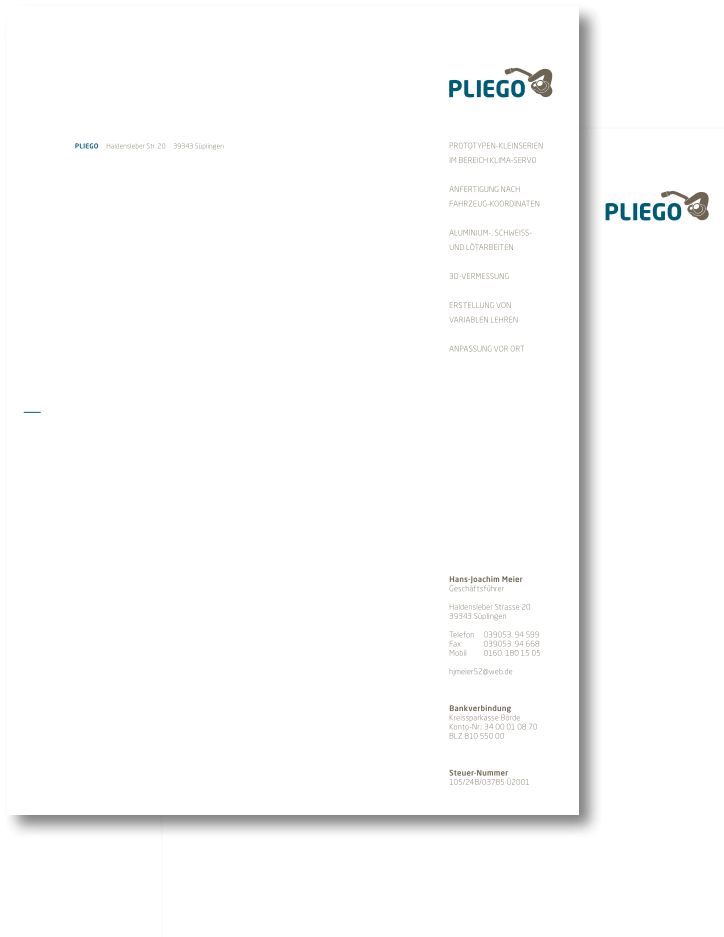 PLIEGO
PLIEGO Haldensleber Str. 20 39343 Süplingen
PROTOTYPEN-KLEINSERIEN
IM BEREICH KLIMA-SERVO
ANFERTIGUNG NACH
FAHRZEUG-KOORDINATEN
ALUMINIUM-, SCHWEISS-
UND LÖTARBEITEN
3D-VERMESSUNG
ERSTELLUNG VON
VARIABLEN LEHREN
ANPASSUNG VOR ORT
Hans-Joachim Meier
Geschäftsführer
Haldensleber Strasse 20
39343 Süplingen
Telefon 039053. 94 599
Fax 039053. 94 668
Mobil 0160. 180 15 05
hjmeier52@web.de
Bankverbindung
Kreissparkasse Börde
Konto-Nr.: 34 00 01 08 70
BLZ 810 550 00
Steuer-Nummer
105/248/03785 Ü2001
PLIEGO